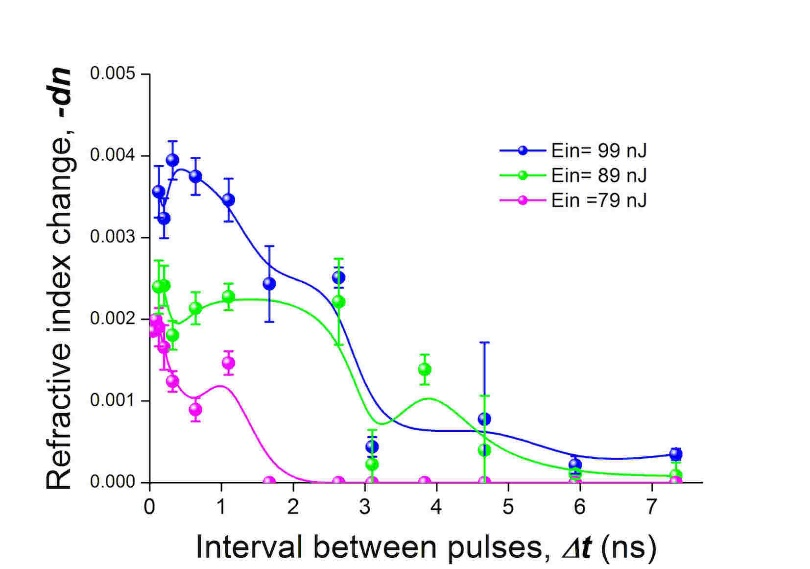 Refractive index change, -dn
0.005
0.004
0.003
0.002
0.001
0.000
Ein= 99 nJ
Ein= 89 nJ
Ein =79 nJ
0 1 2 3 4 5 6 7
Interval between pulses, Δt (ns)